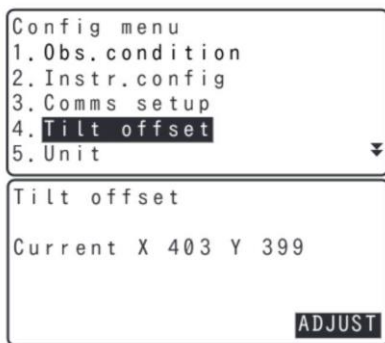 Config menu
1.Obs.condition
2.Instr.config
3.Comms setup
4.Tilt offset
5.Unit
Tilt offset
Current X 403 Y 399
ADJUST